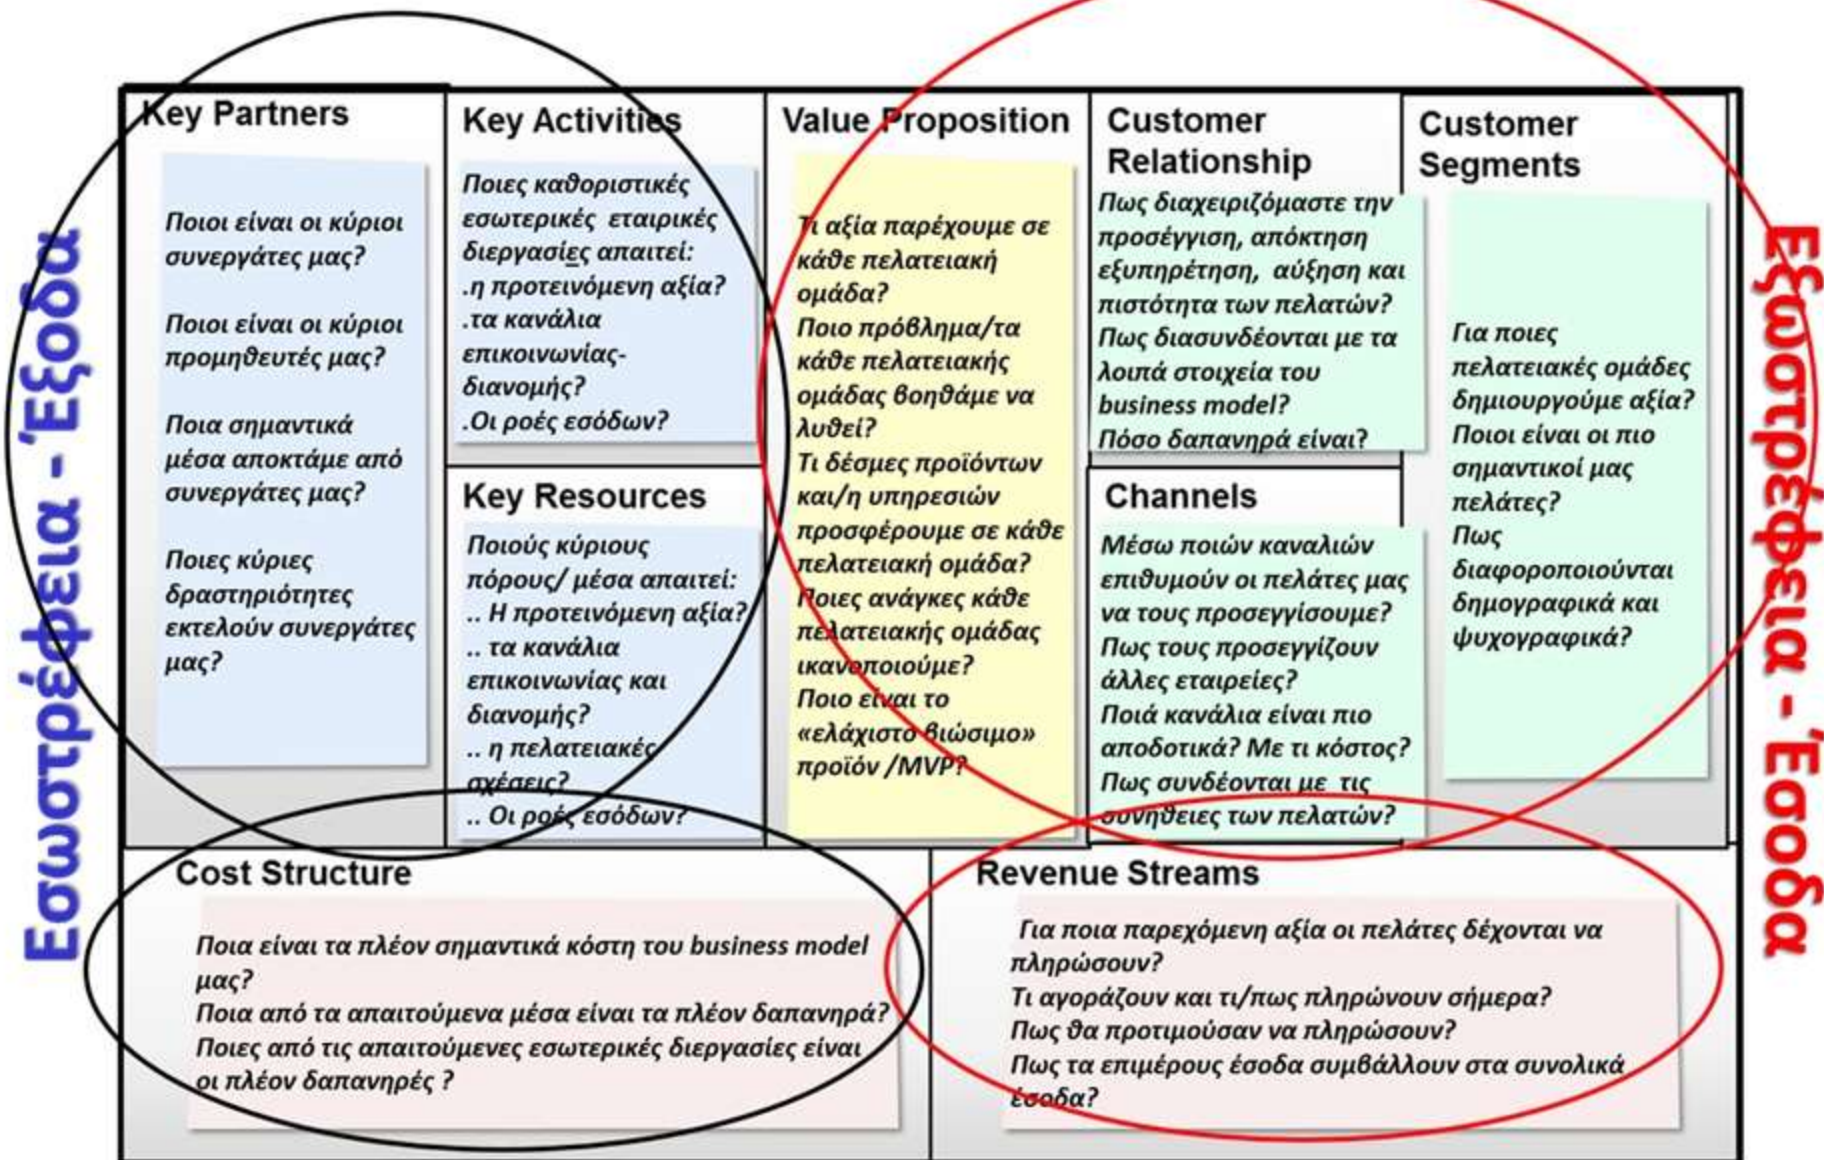 Εσωστρέφεια - Έξοδα
Key Partners
Ποιοι είναι οι κύριοι
συνεργάτες μας?
Ποιοι είναι οι κύριοι
προμηθευτές μας?
Ποια σημαντικά
μέσα αποκτάμε από
συνεργάτες μας?
Ποιες κύριες
δραστηριότητες
εκτελούν συνεργάτες
μας?
Key Activities
Ποιες καθοριστικές
εσωτερικές εταιρικές
διεργασίες απαιτεί:
.η προτεινόμενη αξία?
.τα κανάλια
επικοινωνίας-
διανομής?
.Οι ροές εσόδων?
Key Resources
Ποιούς κύριους
πόρους/ μέσα απαιτεί:
.. Η προτεινόμενη αξία?
.. τα κανάλια
επικοινωνίας και
διανομής?
.. η πελατειακές
σχέσεις?
.. Οι ροές εσόδων?
Value Proposition
Τι αξία παρέχουμε σε
κάθε πελατειακή
ομάδα?
Ποιο πρόβλημα/τα
κάθε πελατειακής
ομάδας βοηθάμε να
λυθεί?
Τι δέσμες προϊόντων
και/η υπηρεσιών
προσφέρουμε σε κάθε
πελατειακή ομάδα?
Ποιες ανάγκες κάθε
πελατειακής ομάδας
ικανοποιούμε?
Ποιο είναι το
«ελάχιστο βιώσιμο»
προϊόν /MVP?
Customer
Relationship
Πως διαχειριζόμαστε την
προσέγγιση, απόκτηση
εξυπηρέτηση, αύξηση και
πιστότητα των πελατών?
Πως διασυνδέονται με τα
λοιπά στοιχεία του
business model?
Πόσο δαπανηρά είναι?
Channels
Μέσω ποιών καναλιών
επιθυμούν οι πελάτες μας
να τους προσεγγίσουμε?
Πως τους προσεγγίζουν
άλλες εταιρείες?
Ποιά κανάλια είναι πιο
αποδοτικά? Με τι κόστος?
Πως συνδέονται με τις
συνήθειες των πελατών?
Customer
Segments
Για ποιες
πελατειακές ομάδες
δημιουργούμε αξία?
Ποιοι είναι οι πιο
σημαντικοί μας
πελάτες?
Πως
διαφοροποιούνται
δημογραφικά και
ψυχογραφικά?
Εξωστρέφεια - Έσοδα
Cost Structure
Ποια είναι τα πλέον σημαντικά κόστη του business model
μας?
Ποια από τα απαιτούμενα μέσα είναι τα πλέον δαπανηρά?
Ποιες από τις απαιτούμενες εσωτερικές διεργασίες είναι
οι πλέον δαπανηρές ?
Revenue Streams
Για ποια παρεχόμενη αξία οι πελάτες δέχονται να
πληρώσουν?
Τι αγοράζουν και τι/πως πληρώνουν σήμερα?
Πως θα προτιμούσαν να πληρώσουν?
Πως τα επιμέρους έσοδα συμβάλλουν στα συνολικά
έσοδα?